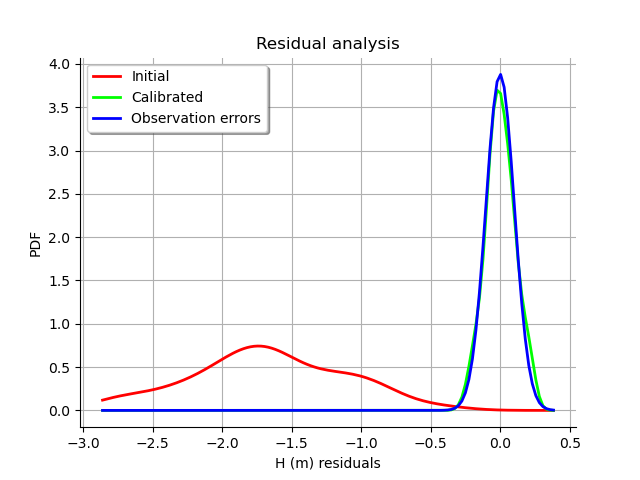 Residual analysis
Initial
Calibrated
Observation errors
PDF
4.0
3.5
3.0
2.5
2.0
1.5
1.0
0.5
0.0
−3.0 −2.5 −2.0 −1.5 −1.0 −0.5 0.0 0.5
H (m) residuals